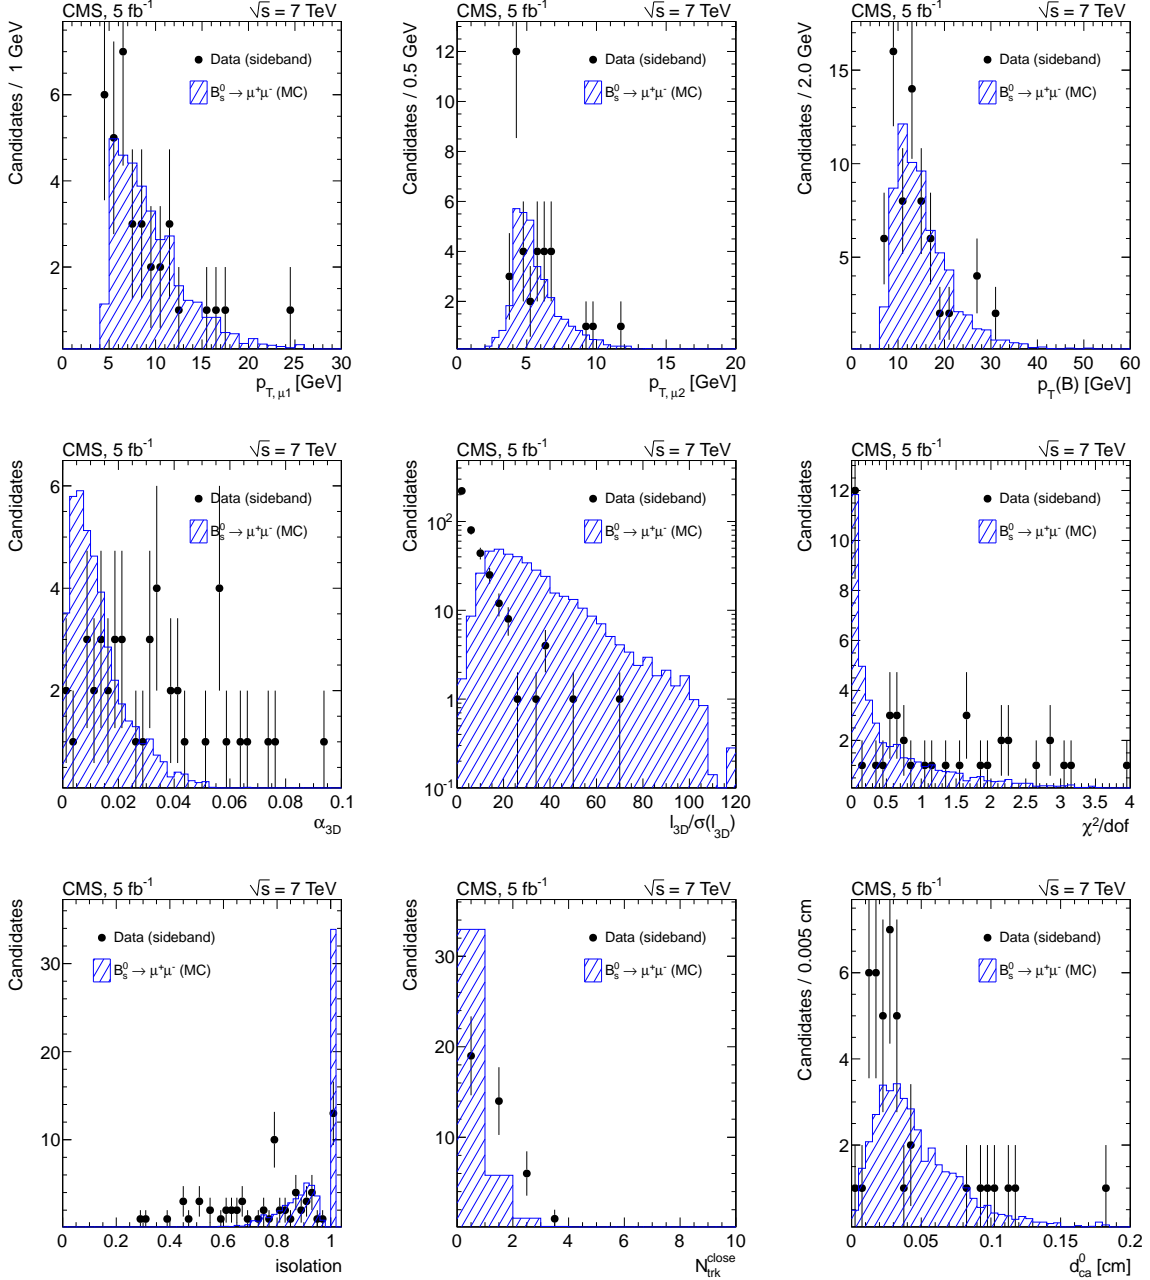 CMS, 5 fb⁻¹ √s = 7 TeV
Candidates / 1 GeV
Data (sideband)
B⁰ₛ → μ⁺μ⁻ (MC)
2
4
6
0 5 10 15 20 25 30
p_T, μ1 [GeV]
CMS, 5 fb⁻¹ √s = 7 TeV
Candidates / 0.5 GeV
Data (sideband)
B⁰ₛ → μ⁺μ⁻ (MC)
12
10
8
6
4
2
0 5 10 15 20
p_T, μ2 [GeV]
CMS, 5 fb⁻¹ √s = 7 TeV
Candidates / 2.0 GeV
Data (sideband)
B⁰ₛ → μ⁺μ⁻ (MC)
15
10
5
0 10 20 30 40 50 60
p_T(B) [GeV]
CMS, 5 fb⁻¹ √s = 7 TeV
Candidates
Data (sideband)
B⁰ₛ → μ⁺μ⁻ (MC)
6
4
2
0 0.02 0.04 0.06 0.08 0.1
α_3D
CMS, 5 fb⁻¹ √s = 7 TeV
Candidates
Data (sideband)
B⁰ₛ → μ⁺μ⁻ (MC)
10²
10
1
10⁻¹
0 20 40 60 80 100 120
l_3D/σ(l_3D)
CMS, 5 fb⁻¹ √s = 7 TeV
Candidates
Data (sideband)
B⁰ₛ → μ⁺μ⁻ (MC)
12
10
8
6
4
2
0 0.5 1 1.5 2 2.5 3 3.5 4
χ²/dof
CMS, 5 fb⁻¹ √s = 7 TeV
Candidates
Data (sideband)
B⁰ₛ → μ⁺μ⁻ (MC)
30
20
10
0 0.2 0.4 0.6 0.8 1
isolation
CMS, 5 fb⁻¹ √s = 7 TeV
Candidates
Data (sideband)
B⁰ₛ → μ⁺μ⁻ (MC)
30
20
10
0 2 4 6 8 10
N_trk^close
CMS, 5 fb⁻¹ √s = 7 TeV
Candidates / 0.005 cm
Data (sideband)
B⁰ₛ → μ⁺μ⁻ (MC)
6
4
2
0 0.05 0.1 0.15 0.2
d⁰_ca [cm]